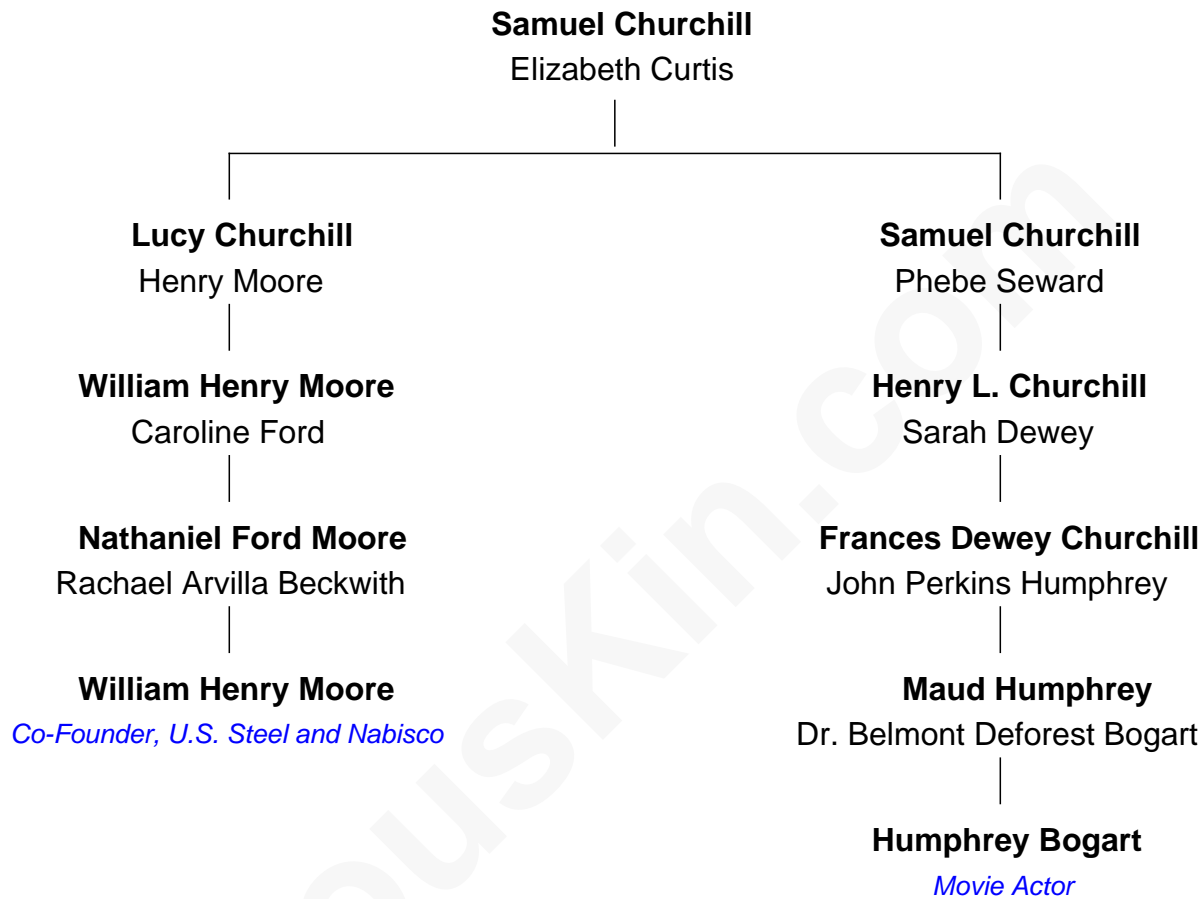 Samuel Churchill
Elizabeth Curtis
Lucy Churchill
Henry Moore
William Henry Moore
Caroline Ford
Nathaniel Ford Moore
Rachael Arvilla Beckwith
William Henry Moore
Co-Founder, U.S. Steel and Nabisco
Samuel Churchill
Phebe Seward
Henry L. Churchill
Sarah Dewey
Frances Dewey Churchill
John Perkins Humphrey
Maud Humphrey
Dr. Belmont Deforest Bogart
Humphrey Bogart
Movie Actor
ousKin.com